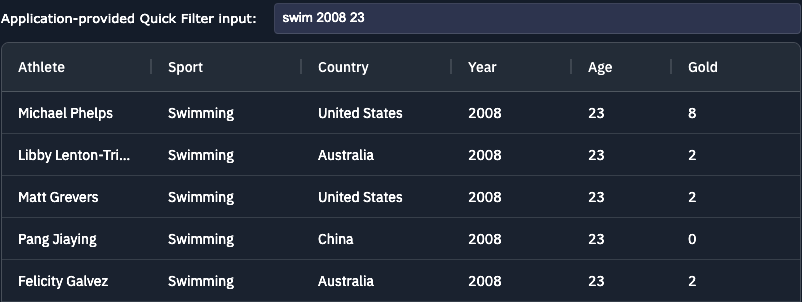 Application-provided Quick Filter input: swim 2008 23
Athlete Sport Country Year Age Gold
Michael Phelps Swimming United States 2008 23 8
Libby Lenton-Tri... Swimming Australia 2008 23 2
Matt Grevers Swimming United States 2008 23 2
Pang Jiaying Swimming China 2008 23 0
Felicity Galvez Swimming Australia 2008 23 2